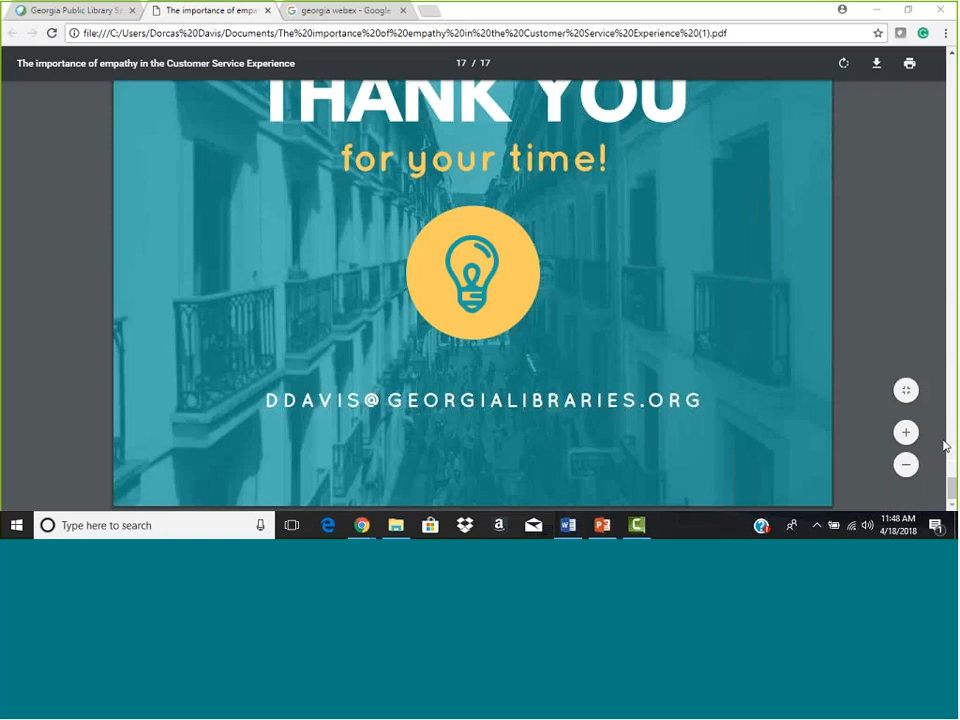 Georgia Public Library Se
The importance of empa
georgia webex - Google
file:///C:/Users/Dorcas%20Davis/Documents/The%20importance%20of%20empathy%20in%20the%20Customer%20Service%20Experience%20(1).pdf
The importance of empathy in the Customer Service Experience
17 / 17
THANK YOU
for your time!
DDAVIS@GEORGIALIBRARIES.ORG
Type here to search
11:48 AM
4/18/2018